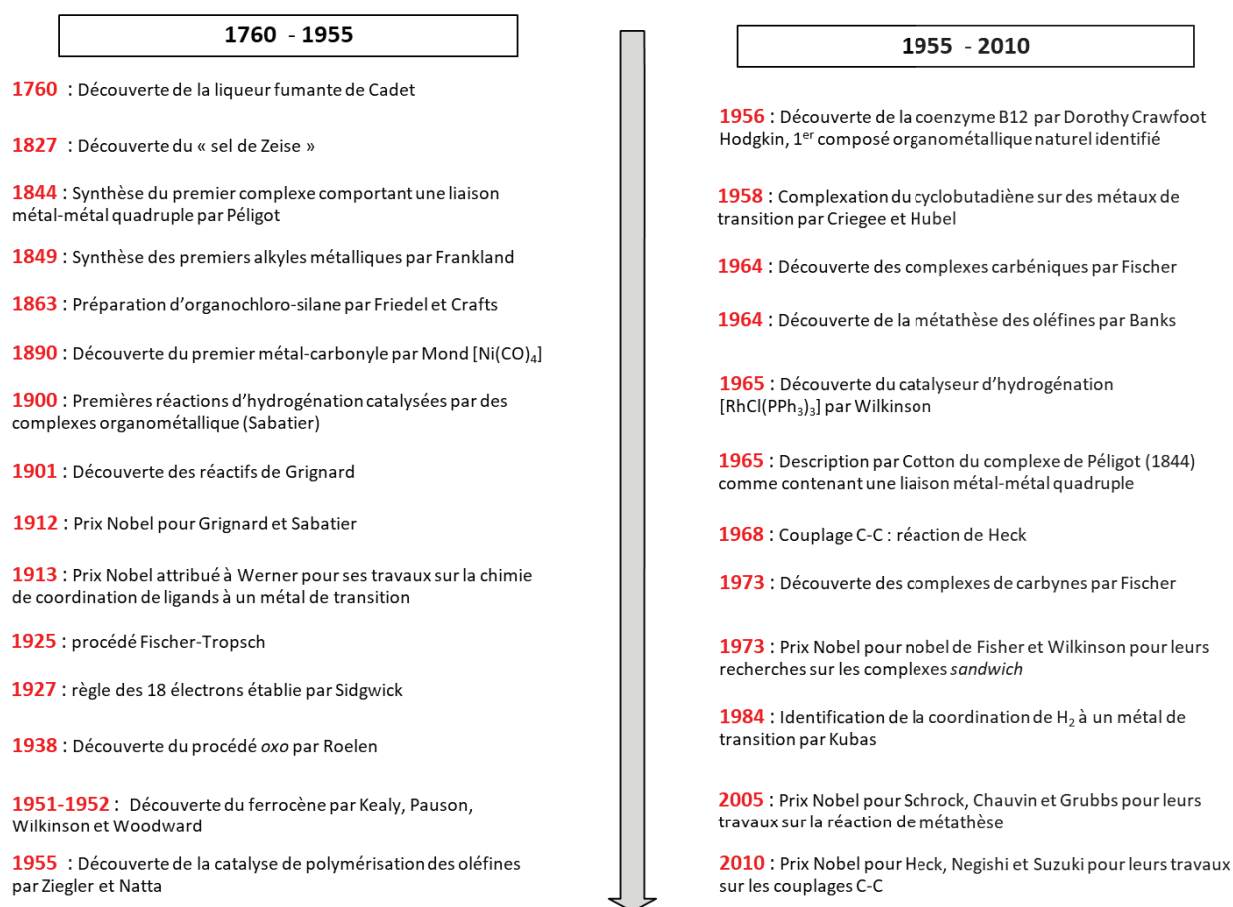 1760 - 1955
1760 : Découverte de la liqueur fumante de Cadet
1827 : Découverte du « sel de Zeise »
1844 : Synthèse du premier complexe comportant une liaison
métal-métal quadruple par Péligot
1849 : Synthèse des premiers alkyles métalliques par Frankland
1863 : Préparation d'organochloro-silane par Friedel et Crafts
1890 : Découverte du premier métal-carbonyle par Mond [Ni(CO)₄]
1900 : Premières réactions d'hydrogénation catalysées par des
complexes organométallique (Sabatier)
1901 : Découverte des réactifs de Grignard
1912 : Prix Nobel pour Grignard et Sabatier
1913 : Prix Nobel attribué à Werner pour ses travaux sur la chimie
de coordination de ligands à un métal de transition
1925 : procédé Fischer-Tropsch
1927 : règle des 18 électrons établie par Sidgwick
1938 : Découverte du procédé oxo par Roelen
1951-1952 : Découverte du ferrocène par Kealy, Pauson,
Wilkinson et Woodward
1955 : Découverte de la catalyse de polymérisation des oléfines
par Ziegler et Natta
1955 - 2010
1956 : Découverte de la coenzyme B12 par Dorothy Crawfoot
Hodgkin, 1er composé organométallique naturel identifié
1958 : Complexation du cyclobutadiène sur des métaux de
transition par Criegee et Hubel
1964 : Découverte des complexes carbéniques par Fischer
1964 : Découverte de la métathèse des oléfines par Banks
1965 : Découverte du catalyseur d'hydrogénation
[RhCl(PPh₃)₃] par Wilkinson
1965 : Description par Cotton du complexe de Péligot (1844)
comme contenant une liaison métal-métal quadruple
1968 : Couplage C-C : réaction de Heck
1973 : Découverte des complexes de carbynes par Fischer
1973 : Prix Nobel pour nobel de Fisher et Wilkinson pour leurs
recherches sur les complexes sandwich
1984 : Identification de la coordination de H₂ à un métal de
transition par Kubas
2005 : Prix Nobel pour Schrock, Chauvin et Grubbs pour leurs
travaux sur la réaction de métathèse
2010 : Prix Nobel pour Heck, Negishi et Suzuki pour leurs travaux
sur les couplages C-C